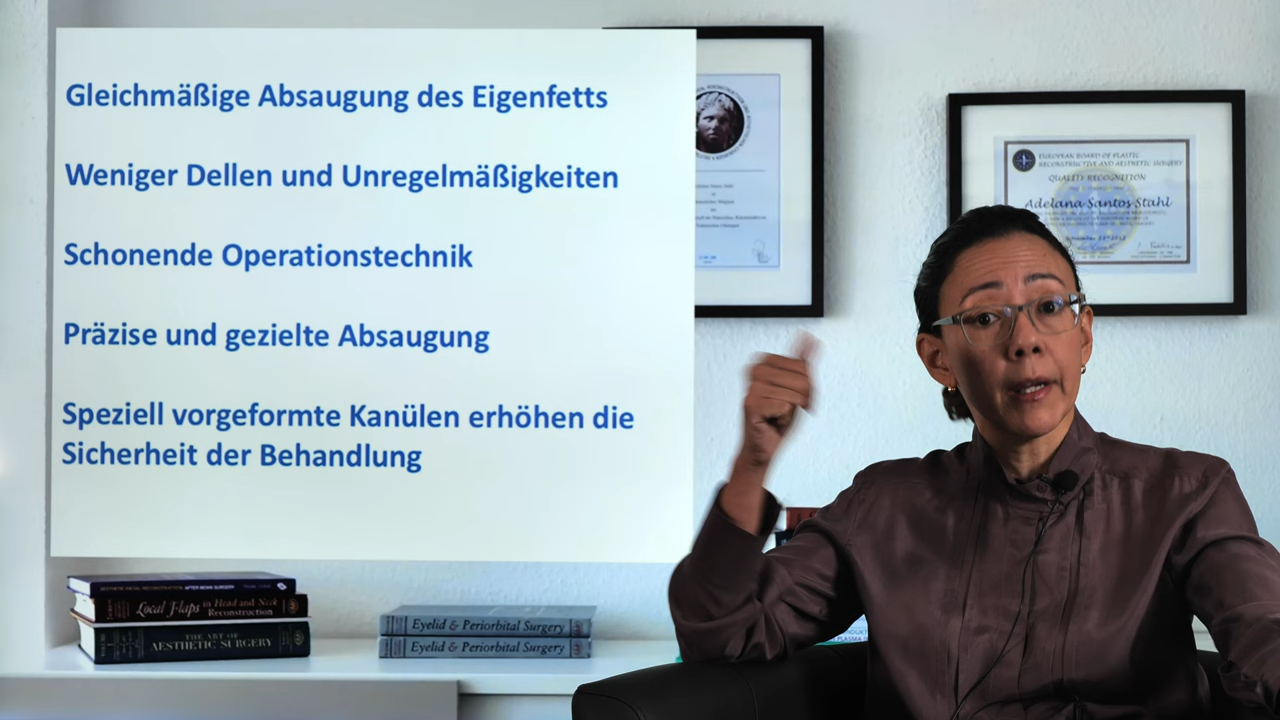 Gleichmäßige Absaugung des Eigenfetts
Weniger Dellen und Unregelmäßigkeiten
Schonende Operationstechnik
Präzise und gezielte Absaugung
Speziell vorgeformte Kanülen erhöhen die
Sicherheit der Behandlung
EUROPEAN BOARD OF PLASTIC
RECONSTRUCTIVE AND AESTHETIC SURGERY
QUALITY RECOGNITION
Adelana Santos Stahl
Local Flaps in Head and Neck
Reconstruction
THE ART OF
AESTHETIC SURGERY
Eyelid & Periorbital Surgery
Eyelid & Periorbital Surgery